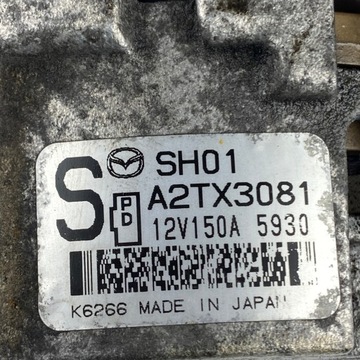 S
SH01
A2TX3081
P
D
12V150A 5930
K6266 MADE IN JAPAN